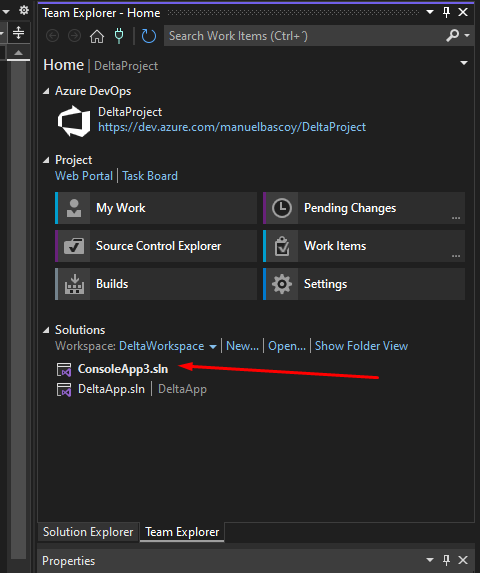 Team Explorer - Home
Search Work Items (Ctrl+´)
Home | DeltaProject
Azure DevOps
DeltaProject
https://dev.azure.com/manuelbascoy/DeltaProject
Project
Web Portal | Task Board
My Work
Pending Changes
...
Source Control Explorer
Work Items
...
Builds
Settings
Solutions
Workspace: DeltaWorkspace | New... | Open... | Show Folder View
ConsoleApp3.sln
DeltaApp.sln | DeltaApp
Solution Explorer
Team Explorer
Properties